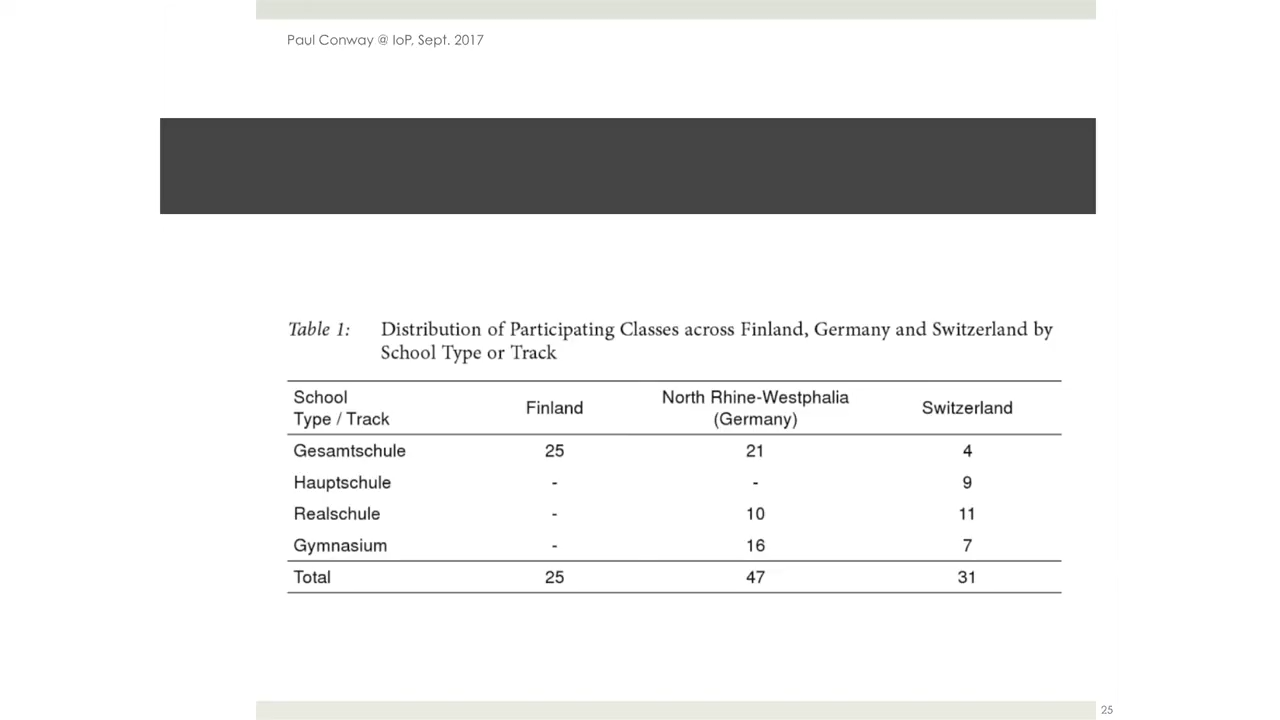 Paul Conway @ IoP, Sept. 2017
Table 1: Distribution of Participating Classes across Finland, Germany and Switzerland by
School Type or Track
School
Type / Track Finland North Rhine-Westphalia
(Germany) Switzerland
Gesamtschule 25 21 4
Hauptschule - - 9
Realschule - 10 11
Gymnasium - 16 7
Total 25 47 31
25